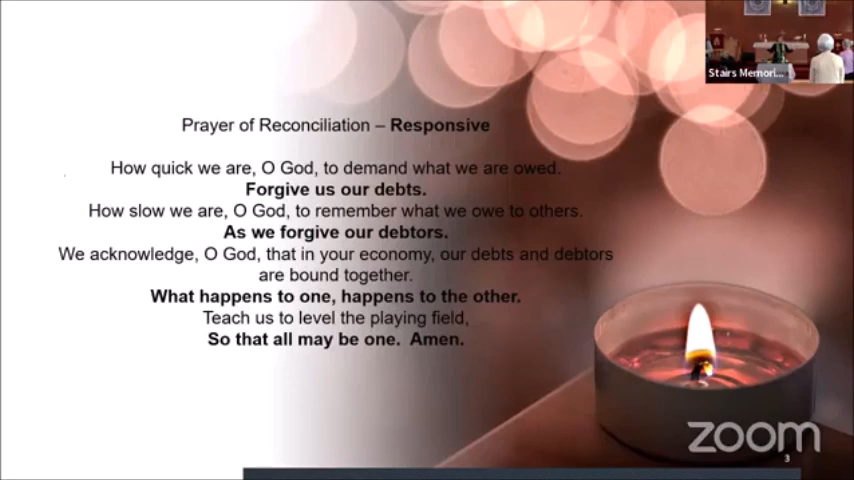 Stairs Memori...
Prayer of Reconciliation – Responsive
How quick we are, O God, to demand what we are owed.
Forgive us our debts.
How slow we are, O God, to remember what we owe to others.
As we forgive our debtors.
We acknowledge, O God, that in your economy, our debts and debtors
are bound together.
What happens to one, happens to the other.
Teach us to level the playing field,
So that all may be one.  Amen.
zoom
3